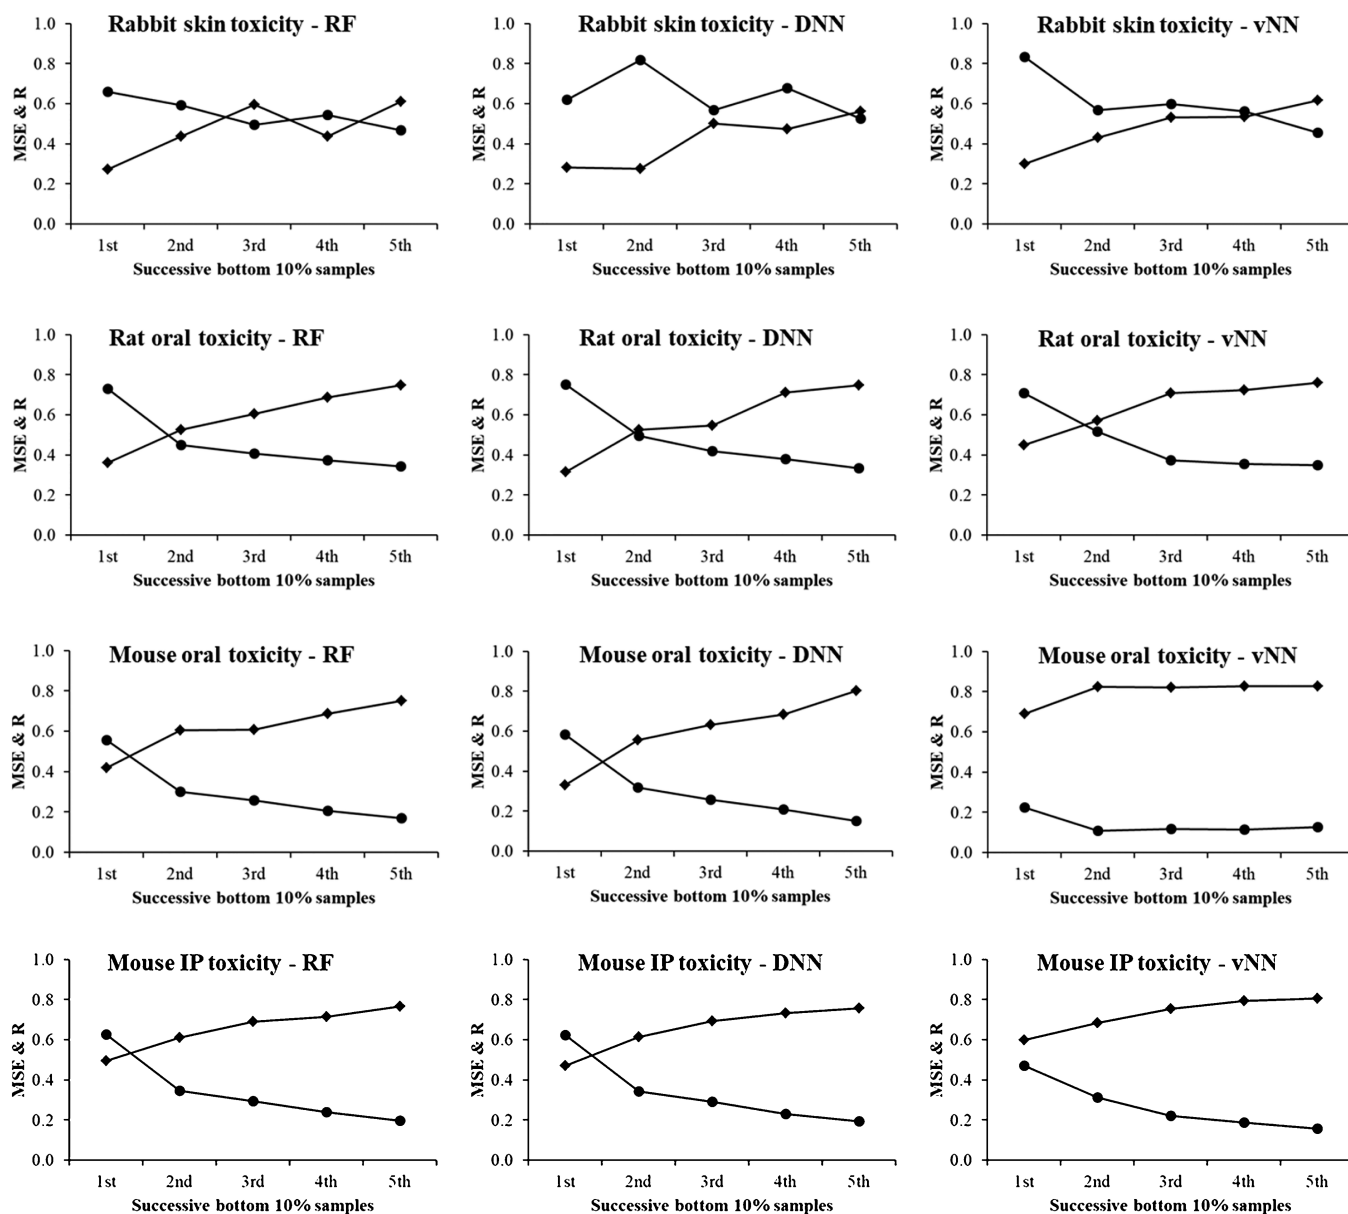 Rabbit skin toxicity - RF
MSE & R
1.0
0.8
0.6
0.4
0.2
0.0
1st 2nd 3rd 4th 5th
Successive bottom 10% samples
Rabbit skin toxicity - DNN
MSE & R
1.0
0.8
0.6
0.4
0.2
0.0
1st 2nd 3rd 4th 5th
Successive bottom 10% samples
Rabbit skin toxicity - vNN
MSE & R
1.0
0.8
0.6
0.4
0.2
0.0
1st 2nd 3rd 4th 5th
Successive bottom 10% samples
Rat oral toxicity - RF
MSE & R
1.0
0.8
0.6
0.4
0.2
0.0
1st 2nd 3rd 4th 5th
Successive bottom 10% samples
Rat oral toxicity - DNN
MSE & R
1.0
0.8
0.6
0.4
0.2
0.0
1st 2nd 3rd 4th 5th
Successive bottom 10% samples
Rat oral toxicity - vNN
MSE & R
1.0
0.8
0.6
0.4
0.2
0.0
1st 2nd 3rd 4th 5th
Successive bottom 10% samples
Mouse oral toxicity - RF
MSE & R
1.0
0.8
0.6
0.4
0.2
0.0
1st 2nd 3rd 4th 5th
Successive bottom 10% samples
Mouse oral toxicity - DNN
MSE & R
1.0
0.8
0.6
0.4
0.2
0.0
1st 2nd 3rd 4th 5th
Successive bottom 10% samples
Mouse oral toxicity - vNN
MSE & R
1.0
0.8
0.6
0.4
0.2
0.0
1st 2nd 3rd 4th 5th
Successive bottom 10% samples
Mouse IP toxicity - RF
MSE & R
1.0
0.8
0.6
0.4
0.2
0.0
1st 2nd 3rd 4th 5th
Successive bottom 10% samples
Mouse IP toxicity - DNN
MSE & R
1.0
0.8
0.6
0.4
0.2
0.0
1st 2nd 3rd 4th 5th
Successive bottom 10% samples
Mouse IP toxicity - vNN
MSE & R
1.0
0.8
0.6
0.4
0.2
0.0
1st 2nd 3rd 4th 5th
Successive bottom 10% samples